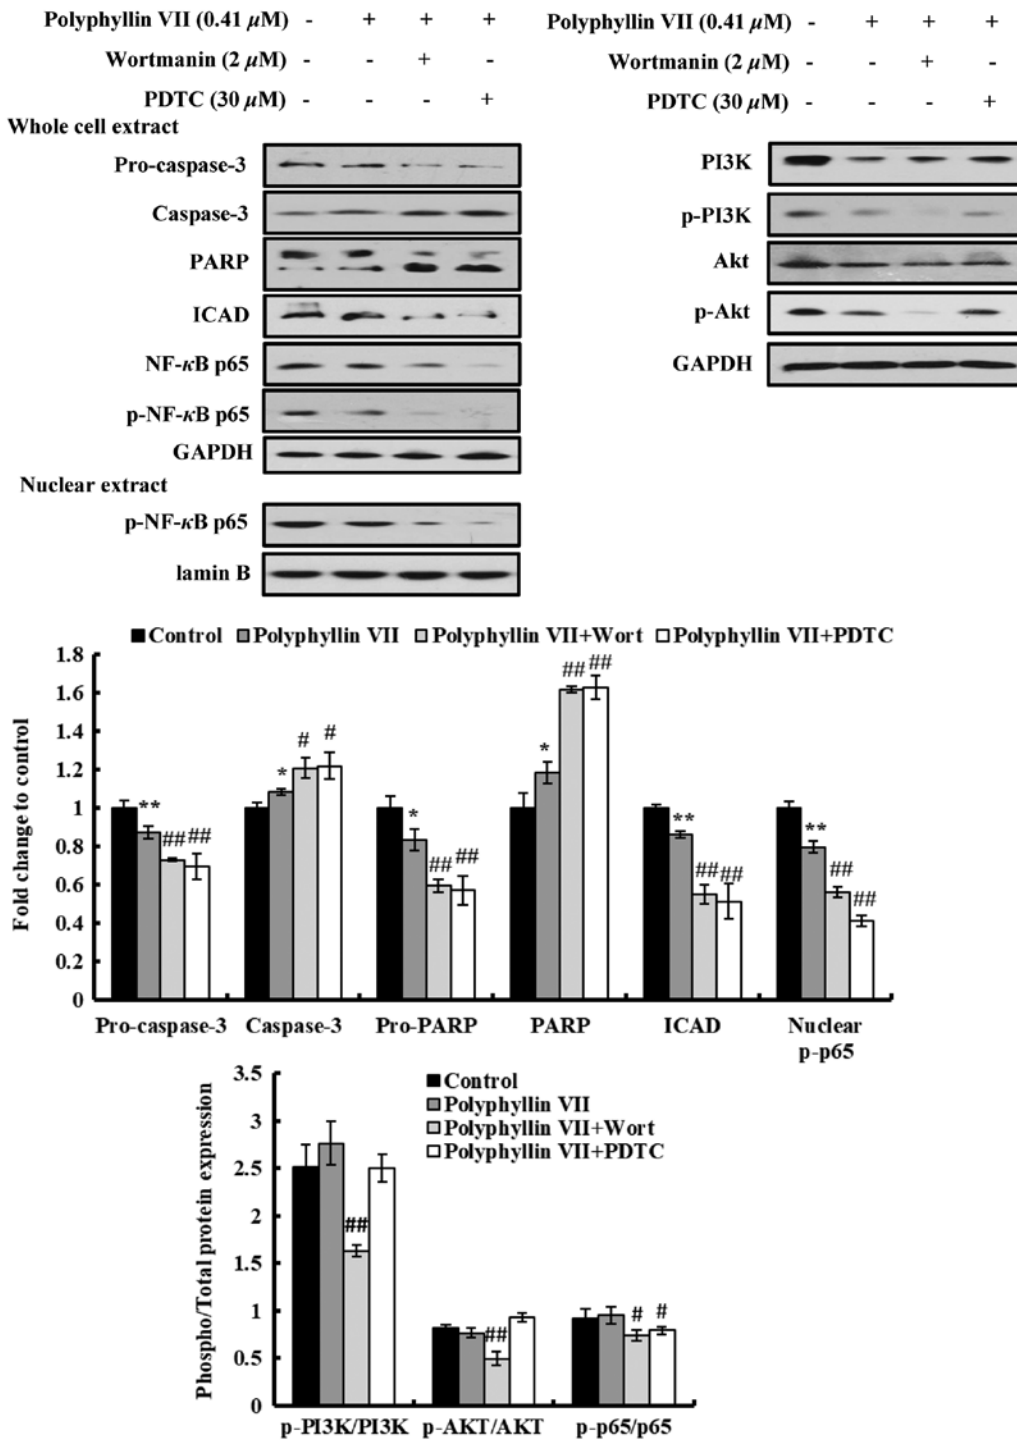 Polyphyllin VII (0.41 μM) - + + +
Wortmanin (2 μM) - - + -
PDTC (30 μM) - - - +
Whole cell extract
Pro-caspase-3
Caspase-3
PARP
ICAD
NF-κB p65
p-NF-κB p65
GAPDH
Nuclear extract
p-NF-κB p65
lamin B
Polyphyllin VII (0.41 μM) - + + +
Wortmanin (2 μM) - - + -
PDTC (30 μM) - - - +
PI3K
p-PI3K
Akt
p-Akt
GAPDH
Control Polyphyllin VII Polyphyllin VII+Wort Polyphyllin VII+PDTC
Fold change to control
1.8
1.6
1.4
1.2
1
0.8
0.6
0.4
0.2
0
** ## ##
* # #
* ## ##
* ## ##
** ## ##
** ## ##
Pro-caspase-3 Caspase-3 Pro-PARP PARP ICAD Nuclear
p-p65
Phospho/Total protein expression
3.5
3
2.5
2
1.5
1
0.5
0
Control
Polyphyllin VII
Polyphyllin VII+Wort
Polyphyllin VII+PDTC
##
##
# #
p-PI3K/PI3K p-AKT/AKT p-p65/p65